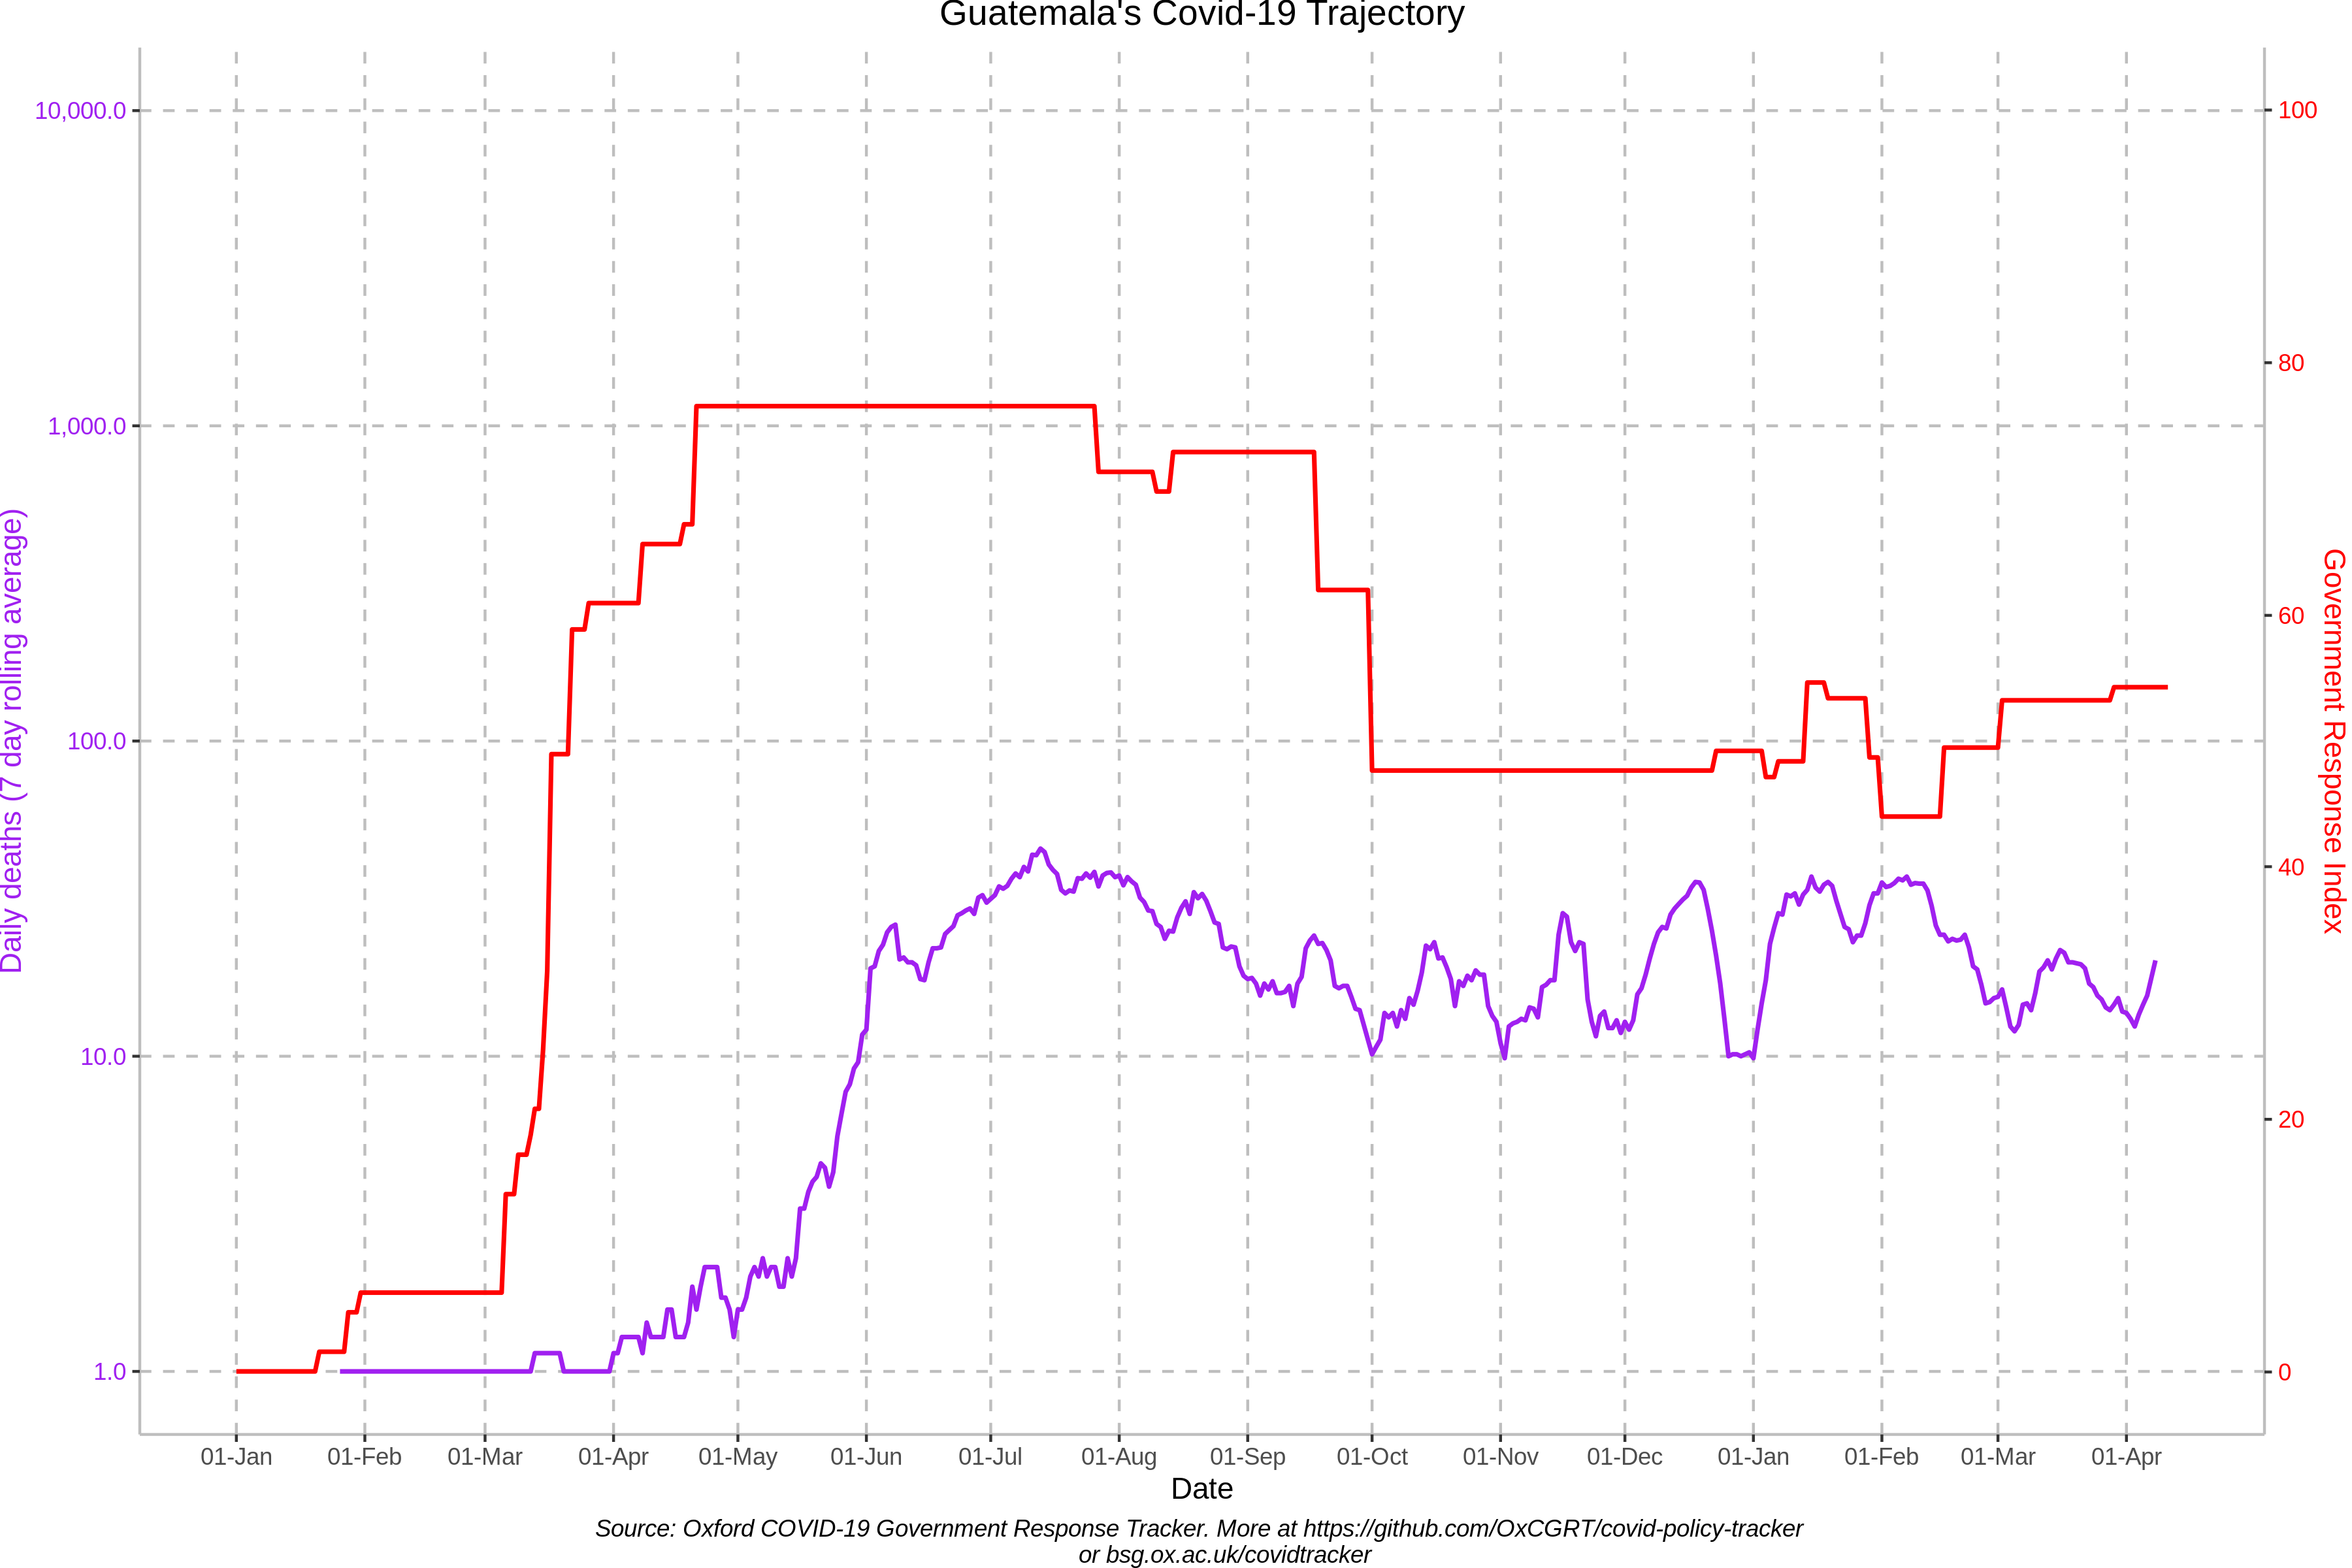 Guatemala's Covid-19 Trajectory
10,000.0
1,000.0
100.0
10.0
1.0
Daily deaths (7 day rolling average)
100
80
60
40
20
0
Government Response Index
01-Jan 01-Feb 01-Mar 01-Apr 01-May 01-Jun 01-Jul 01-Aug 01-Sep 01-Oct 01-Nov 01-Dec 01-Jan 01-Feb 01-Mar 01-Apr
Date
Source: Oxford COVID-19 Government Response Tracker. More at https://github.com/OxCGRT/covid-policy-tracker
or bsg.ox.ac.uk/covidtracker